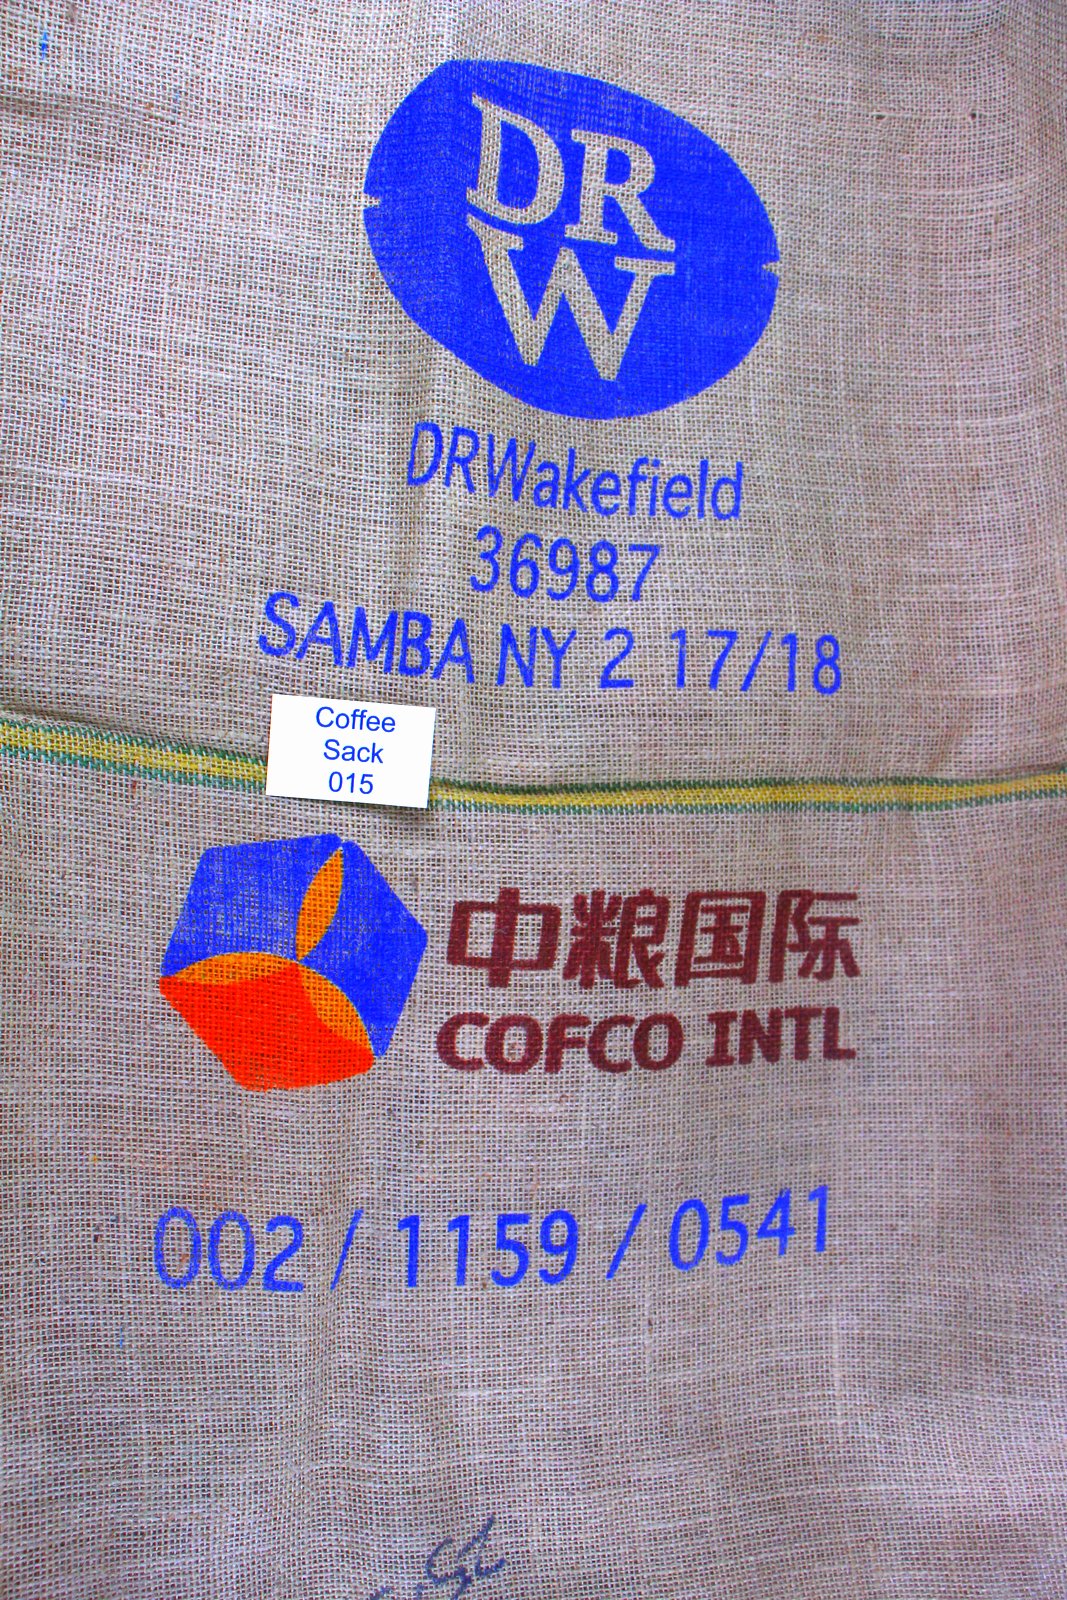 DR
W
DRWakefield
36987
SAMBA NY 2 17/18
Coffee
Sack
015
中粮国际
COFCO INTL
002 / 1159 / 0541